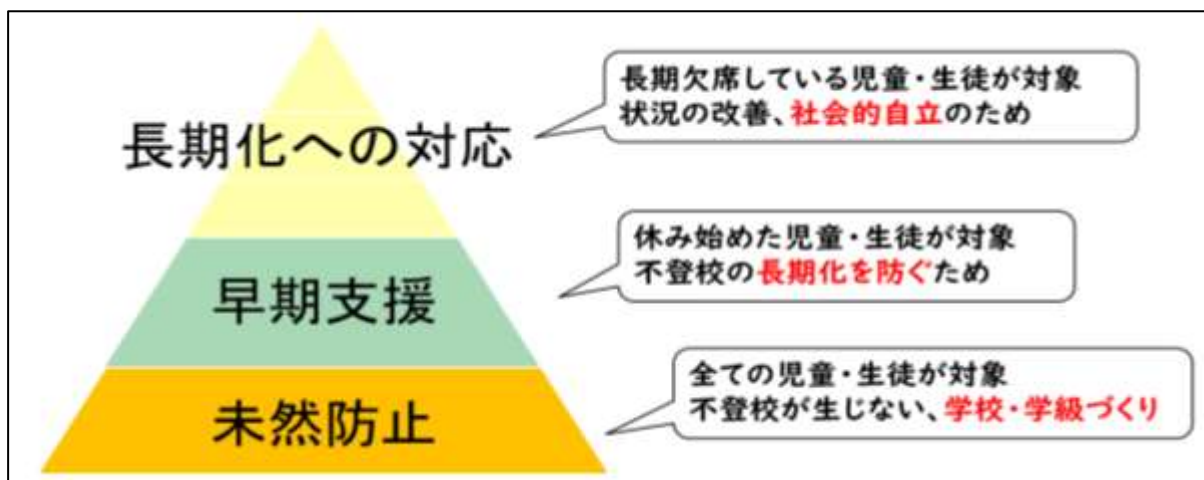 長期化への対応
長期欠席している児童・生徒が対象
状況の改善、社会的自立のため
早期支援
休み始めた児童・生徒が対象
不登校の長期化を防ぐため
未然防止
全ての児童・生徒が対象
不登校が生じない、学校・学級づくり